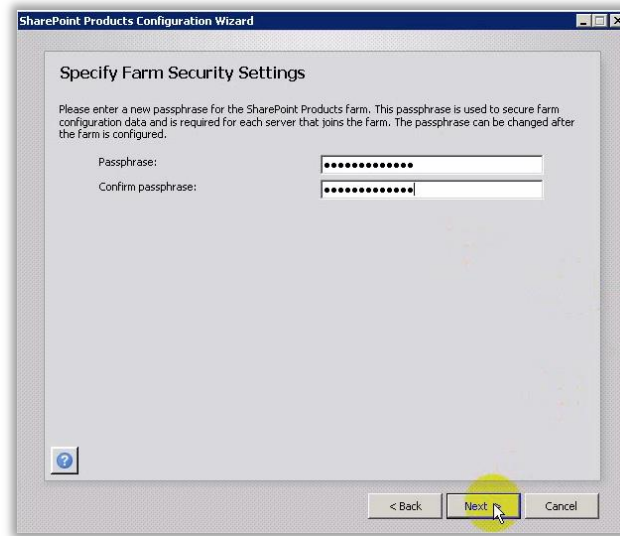 SharePoint Products Configuration Wizard
Specify Farm Security Settings
Please enter a new passphrase for the SharePoint Products farm. This passphrase is used to secure farm
configuration data and is required for each server that joins the farm. The passphrase can be changed after
the farm is configured.
Passphrase: •••••••••••••
Confirm passphrase: •••••••••••••
?
< Back Next > Cancel